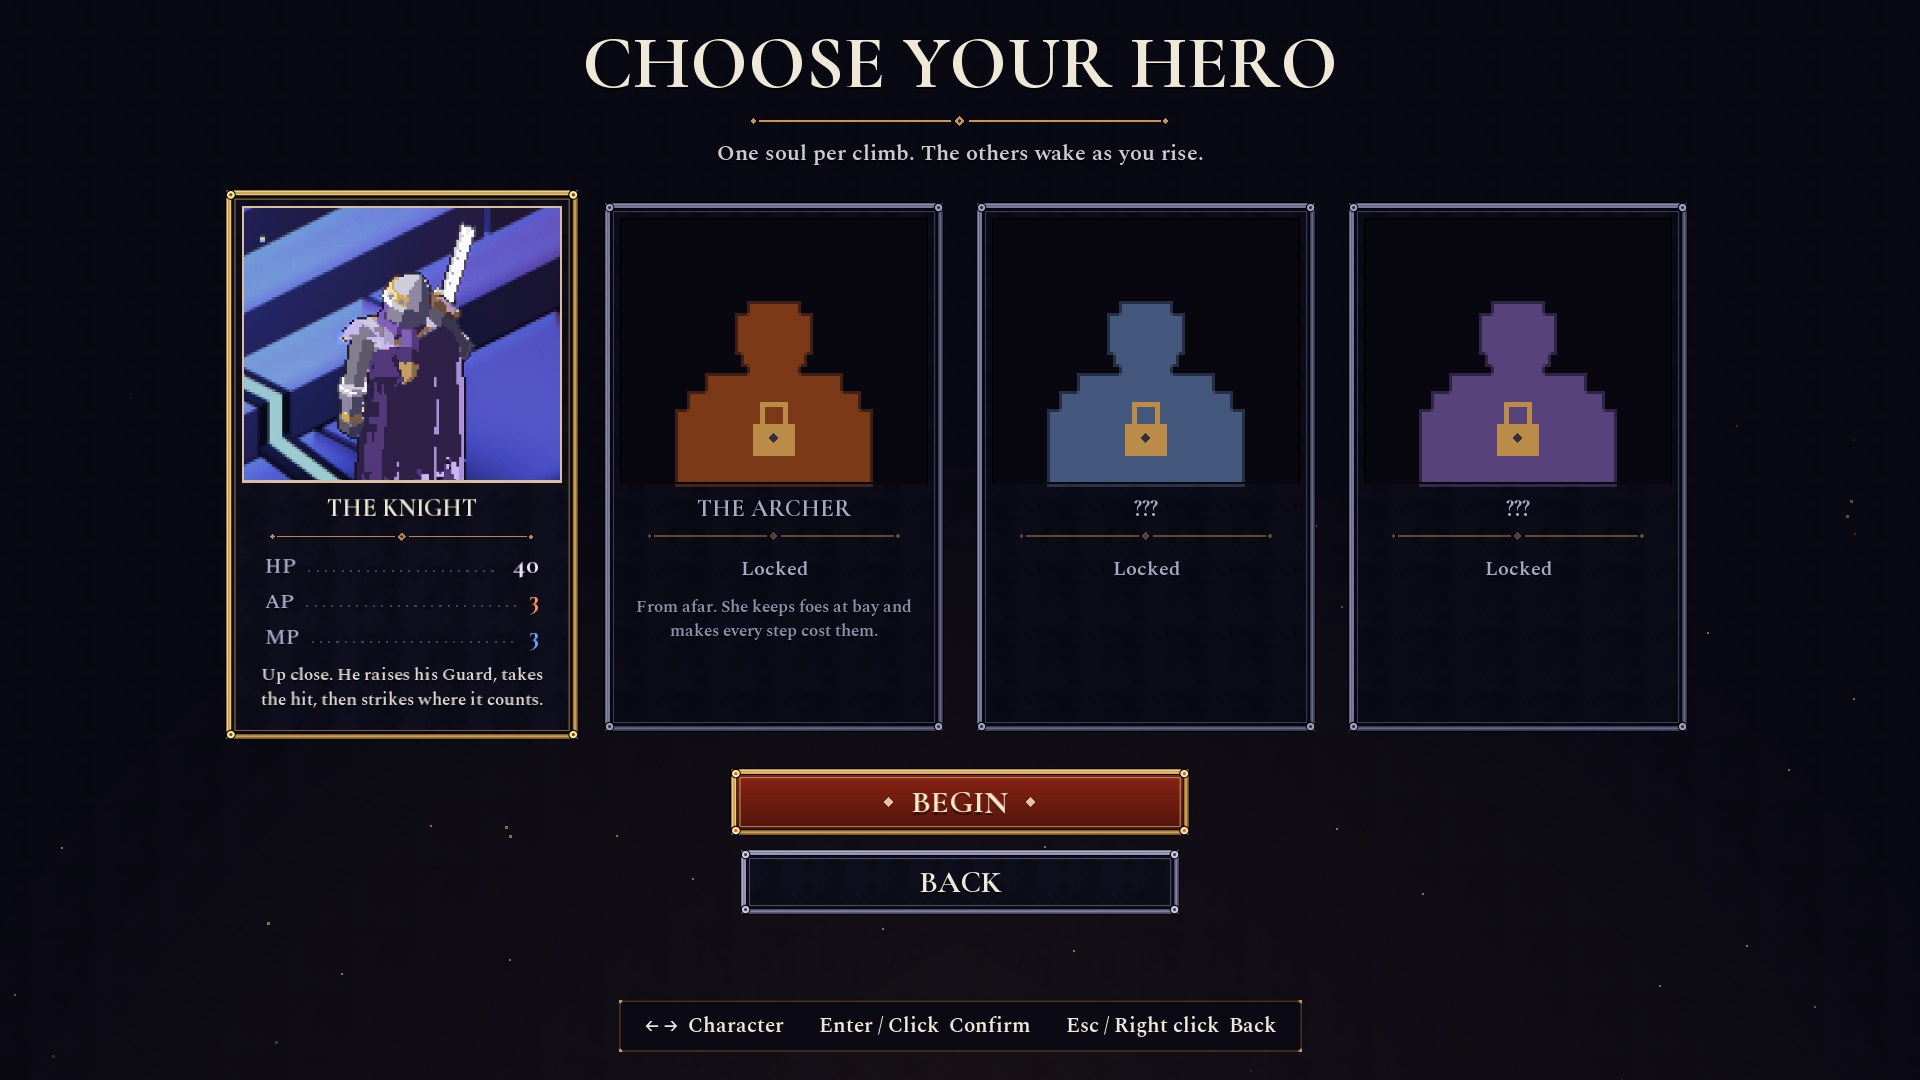 CHOOSE YOUR HERO
One soul per climb. The others wake as you rise.
THE KNIGHT
HP 40
AP 3
MP 3
Up close. He raises his Guard, takes
the hit, then strikes where it counts.
THE ARCHER
Locked
From afar. She keeps foes at bay and
makes every step cost them.
???
Locked
???
Locked
BEGIN
BACK
←→ Character Enter / Click Confirm Esc / Right click Back